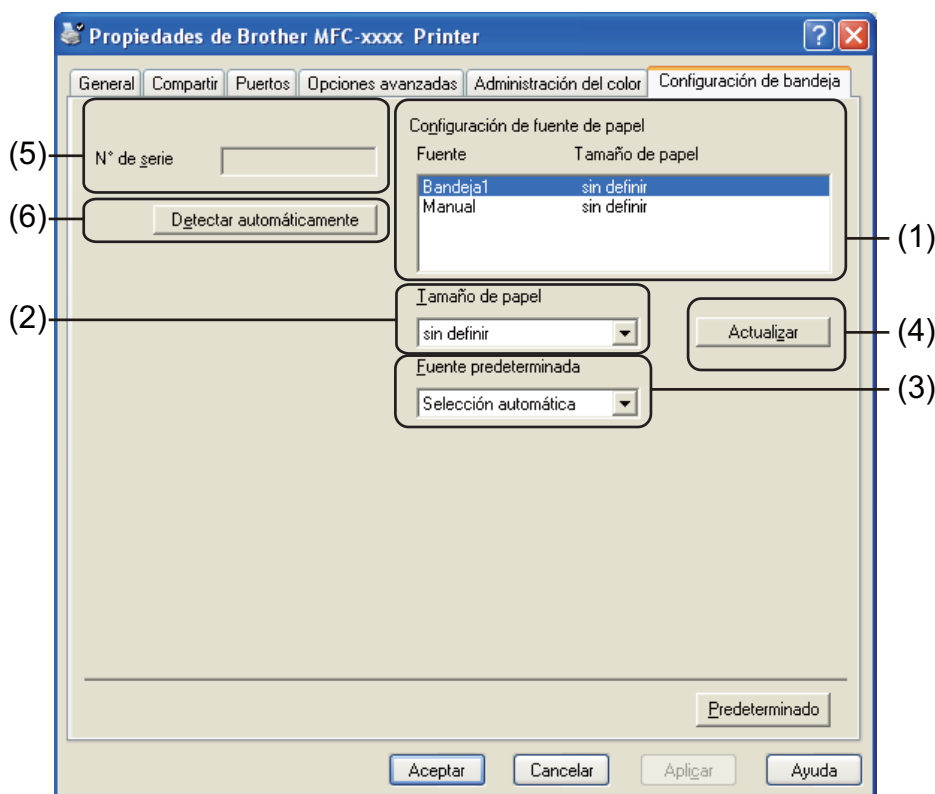 Propiedades de Brother MFC-xxxx Printer
General Compartir Puertos Opciones avanzadas Administración del color Configuración de bandeja
(5)
N° de serie
(6)
Detectar automáticamente
Configuración de fuente de papel
Fuente Tamaño de papel
Bandeja1 sin definir
Manual sin definir
(1)
(2)
Tamaño de papel
sin definir
Actualizar
(4)
Fuente predeterminada
Selección automática
(3)
Predeterminado
Aceptar Cancelar Aplicar Ayuda